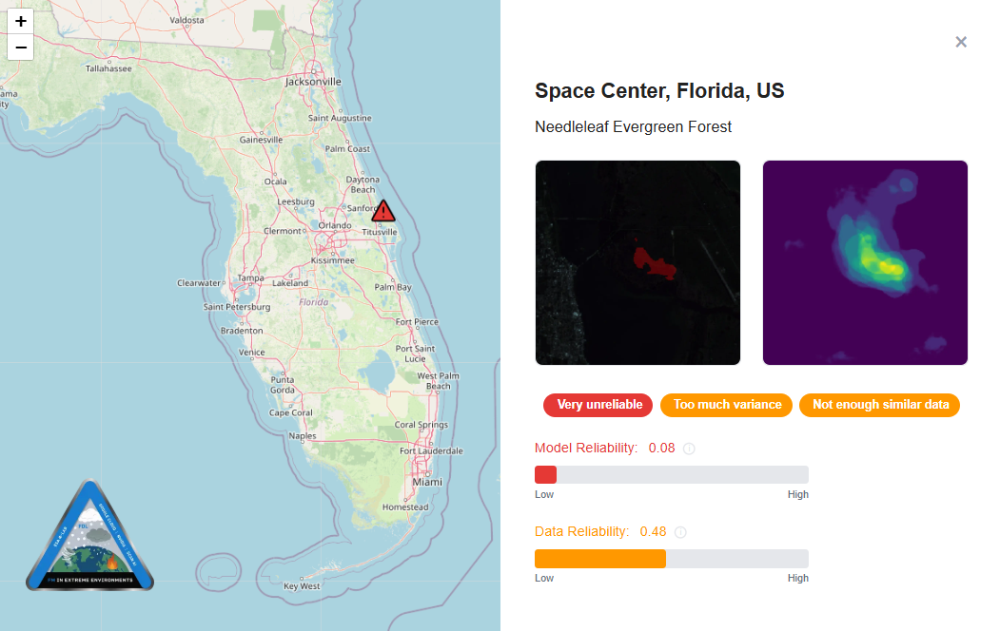 +
−
Valdosta
Tallahassee
Jacksonville
ama
ity
Saint Augustine
Gainesville
Palm Coast
Ocala
Daytona
Beach
Leesburg
Sanford
Clermont
Orlando
Titusville
Kissimmee
Clearwater
Tampa
Lakeland
Palm Bay
Saint Petersburg
Florida
Bradenton
Fort Pierce
Venice
Port Saint
Lucie
Punta
Gorda
West Palm
Beach
Cape Coral
Coral Springs
Naples
Fort Lauderdale
Miami
Homestead
Key West
FDL
IN EXTREME ENVIRONMENTS
×
Space Center, Florida, US
Needleleaf Evergreen Forest
Very unreliable
Too much variance
Not enough similar data
Model Reliability: 0.08
Low High
Data Reliability: 0.48
Low High